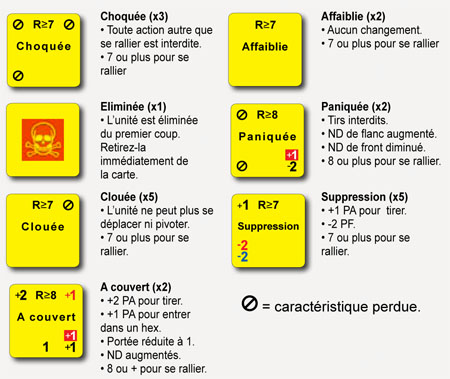 R≥7
Choquée
Choquée (x3)
• Toute action autre que
se rallier est interdite.
• 7 ou plus pour se
rallier
R≥7
Affaiblie
Affaiblie (x2)
• Aucun changement.
• 7 ou plus pour se rallier
Eliminée (x1)
• L'unité est éliminée
du premier coup.
Retirez-la
immédiatement de
la carte.
R≥8
Paniquée
+1
-2
Paniquée (x2)
• Tirs interdits.
• ND de flanc augmenté.
• ND de front diminué.
• 8 ou plus pour se rallier.
R≥7
Clouée
Clouée (x5)
• L'unité ne peut plus se
déplacer ni pivoter.
• 7 ou plus pour se
rallier.
+1 R≥7
Suppression
-2
-2
Suppression (x5)
• +1 PA pour tirer.
• -2 PF.
• 7 ou plus pour se
rallier.
+2 R≥8 +1
A couvert
+1
1 +1
A couvert (x2)
• +2 PA pour tirer.
• +1 PA pour entrer
dans un hex.
• Portée réduite à 1.
• ND augmentés.
• 8 ou + pour se rallier.
= caractéristique perdue.